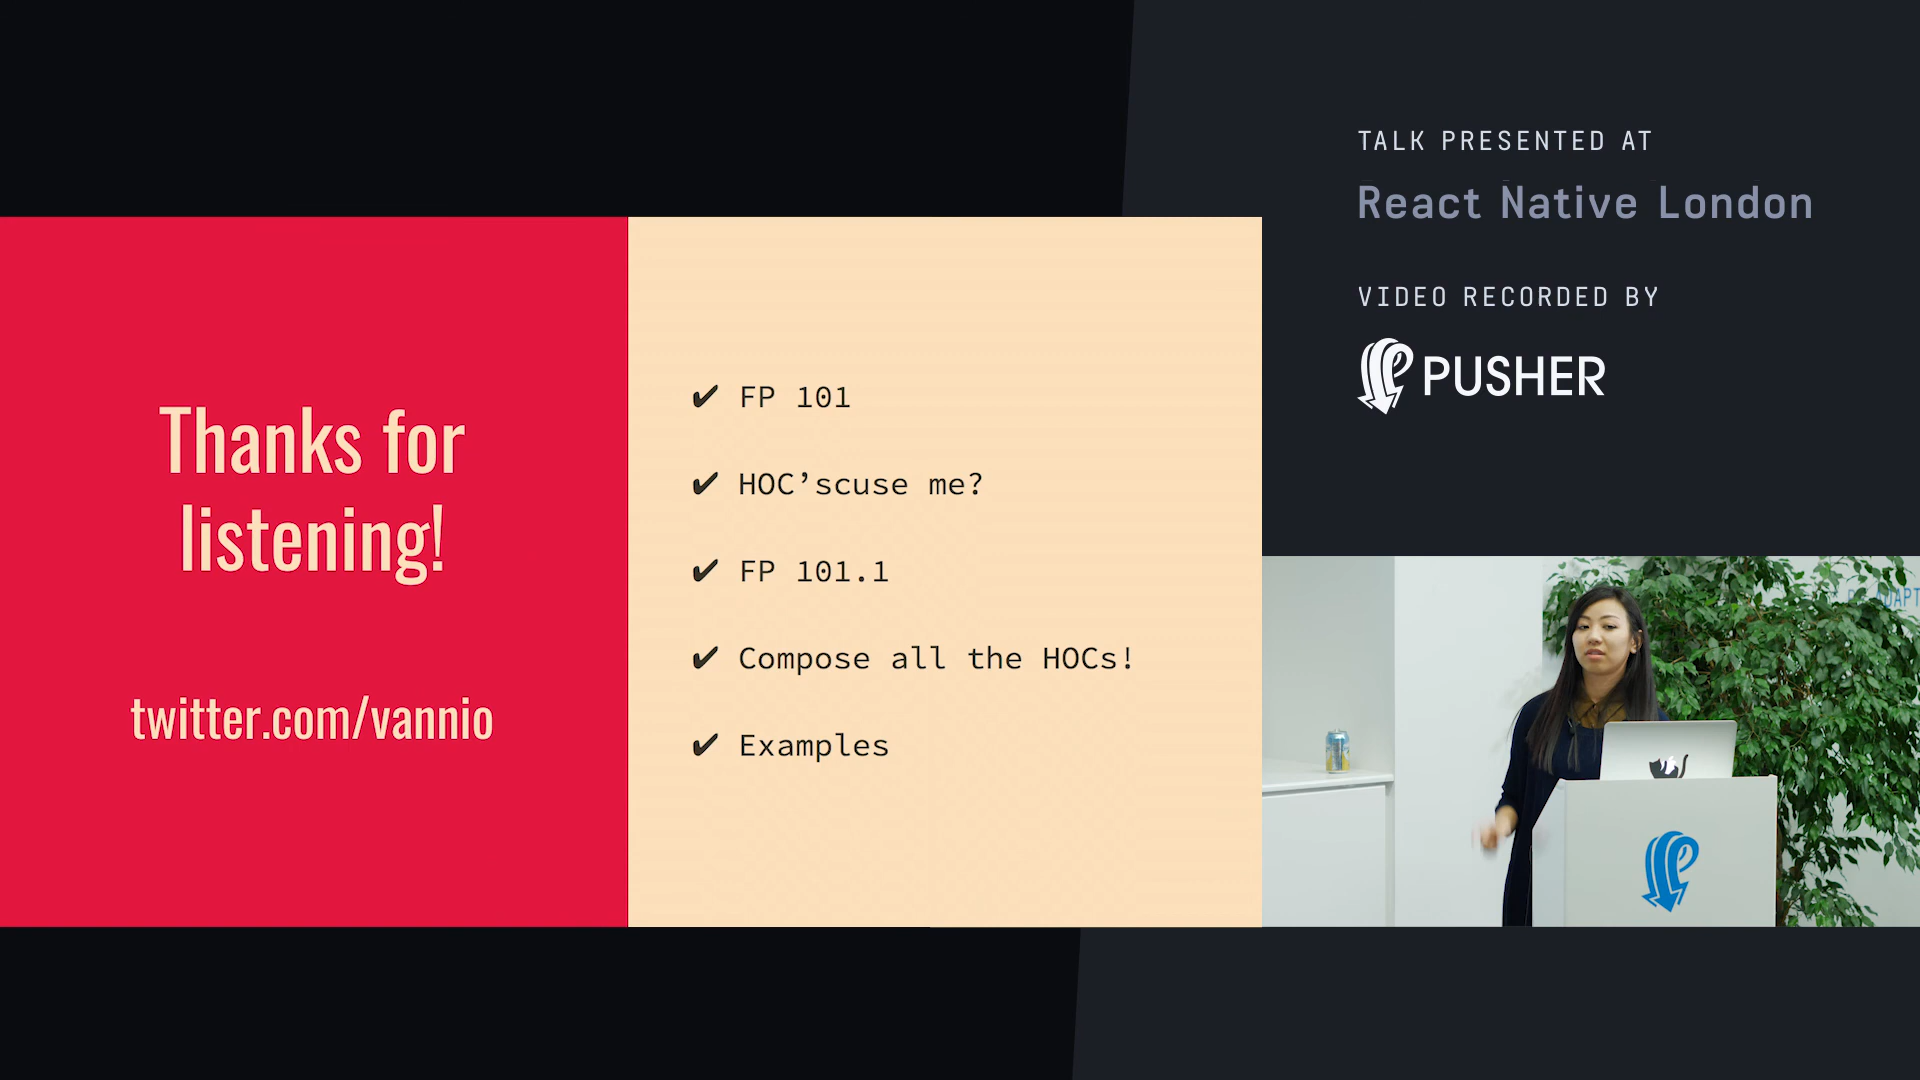 Thanks for
listening!
twitter.com/vannio
✔ FP 101
✔ HOC’scuse me?
✔ FP 101.1
✔ Compose all the HOCs!
✔ Examples
TALK PRESENTED AT
React Native London
VIDEO RECORDED BY
PUSHER